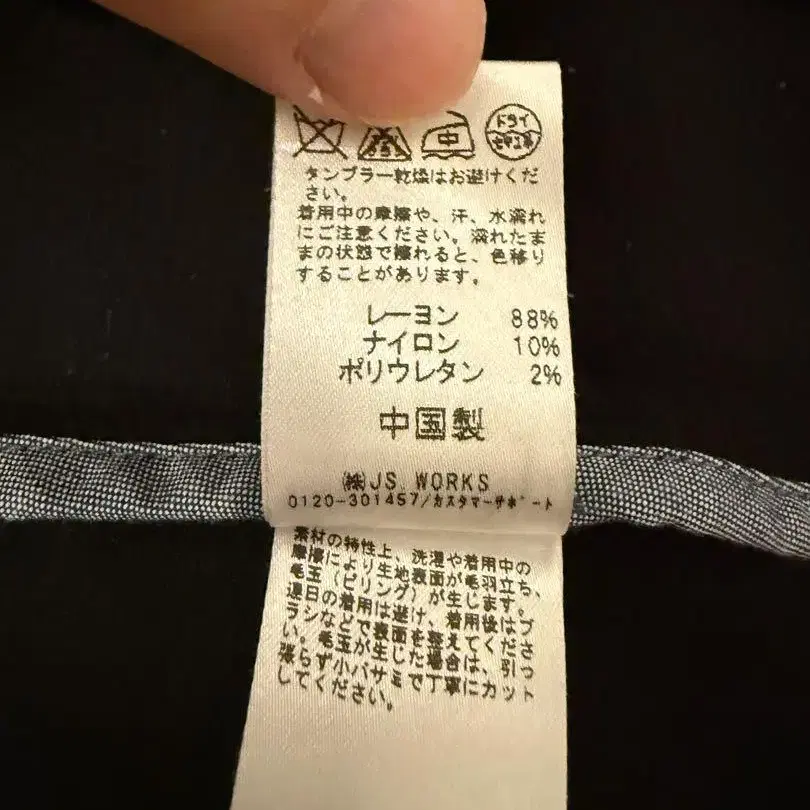 中
ドライ
セキユ系
タンブラー乾燥はお避けくだ
さい。
着用中の摩擦や、汗、水濡れ
にご注意ください。濡れたま
まの状態で擦れると、色移り
することがあります。
レーヨン 88%
ナイロン 10%
ポリウレタン 2%
中国製
㈱JS.WORKS
0120-301457/カスタマーサポート
素材の特性上、洗濯や着用中の
摩擦により生地表面が毛羽立ち、
毛玉(ピリング)が生じます。
連日の着用は避け、着用後はブ
ラシなどで表面を整えてくださ
い。毛玉が生じた場合は、引っ
張らず小バサミで丁寧にカット
してください。